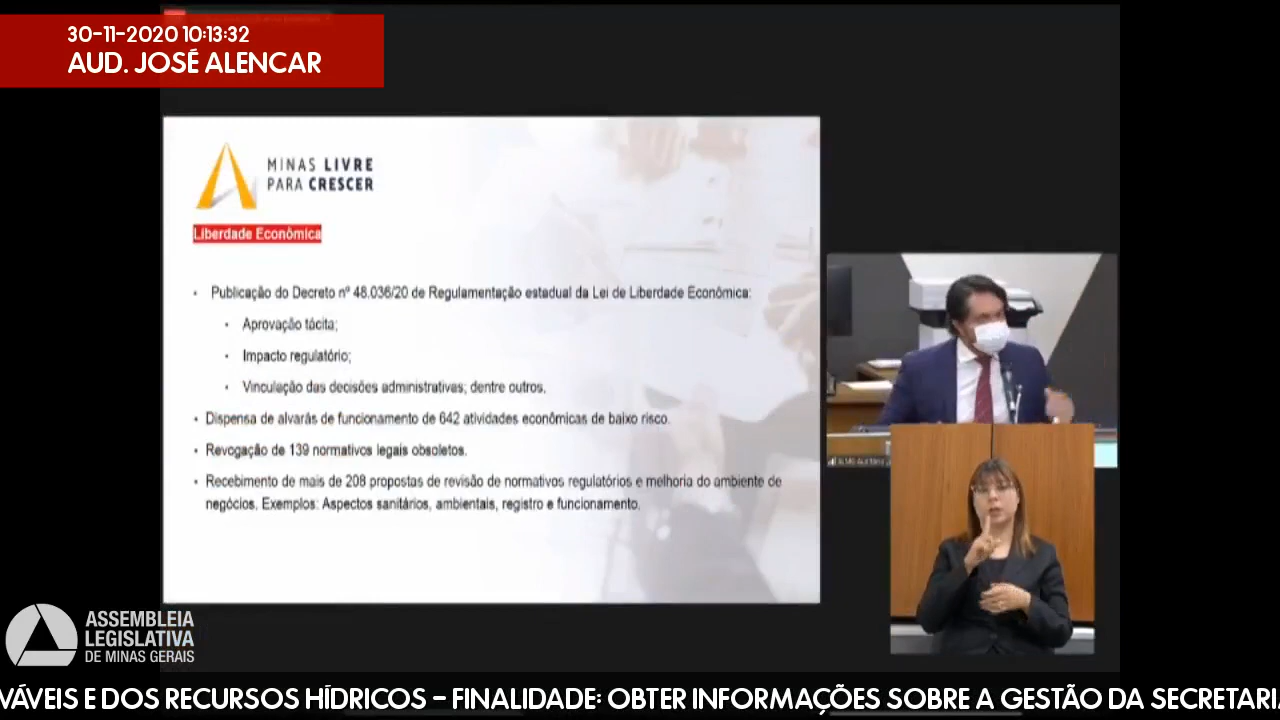 30-11-2020 10:13:32
AUD. JOSÉ ALENCAR
MINAS LIVRE
PARA CRESCER
Liberdade Econômica
• Publicação do Decreto nº 48.036/20 de Regulamentação estadual da Lei de Liberdade Econômica:
• Aprovação tácita;
• Impacto regulatório;
• Vinculação das decisões administrativas; dentre outros.
• Dispensa de alvarás de funcionamento de 642 atividades econômicas de baixo risco.
• Revogação de 139 normativos legais obsoletos.
• Recebimento de mais de 208 propostas de revisão de normativos regulatórios e melhoria do ambiente de
negócios. Exemplos: Aspectos sanitários, ambientais, registro e funcionamento.
ASSEMBLEIA
LEGISLATIVA
DE MINAS GERAIS
VÁVEIS E DOS RECURSOS HÍDRICOS – FINALIDADE: OBTER INFORMAÇÕES SOBRE A GESTÃO DA SECRETARI